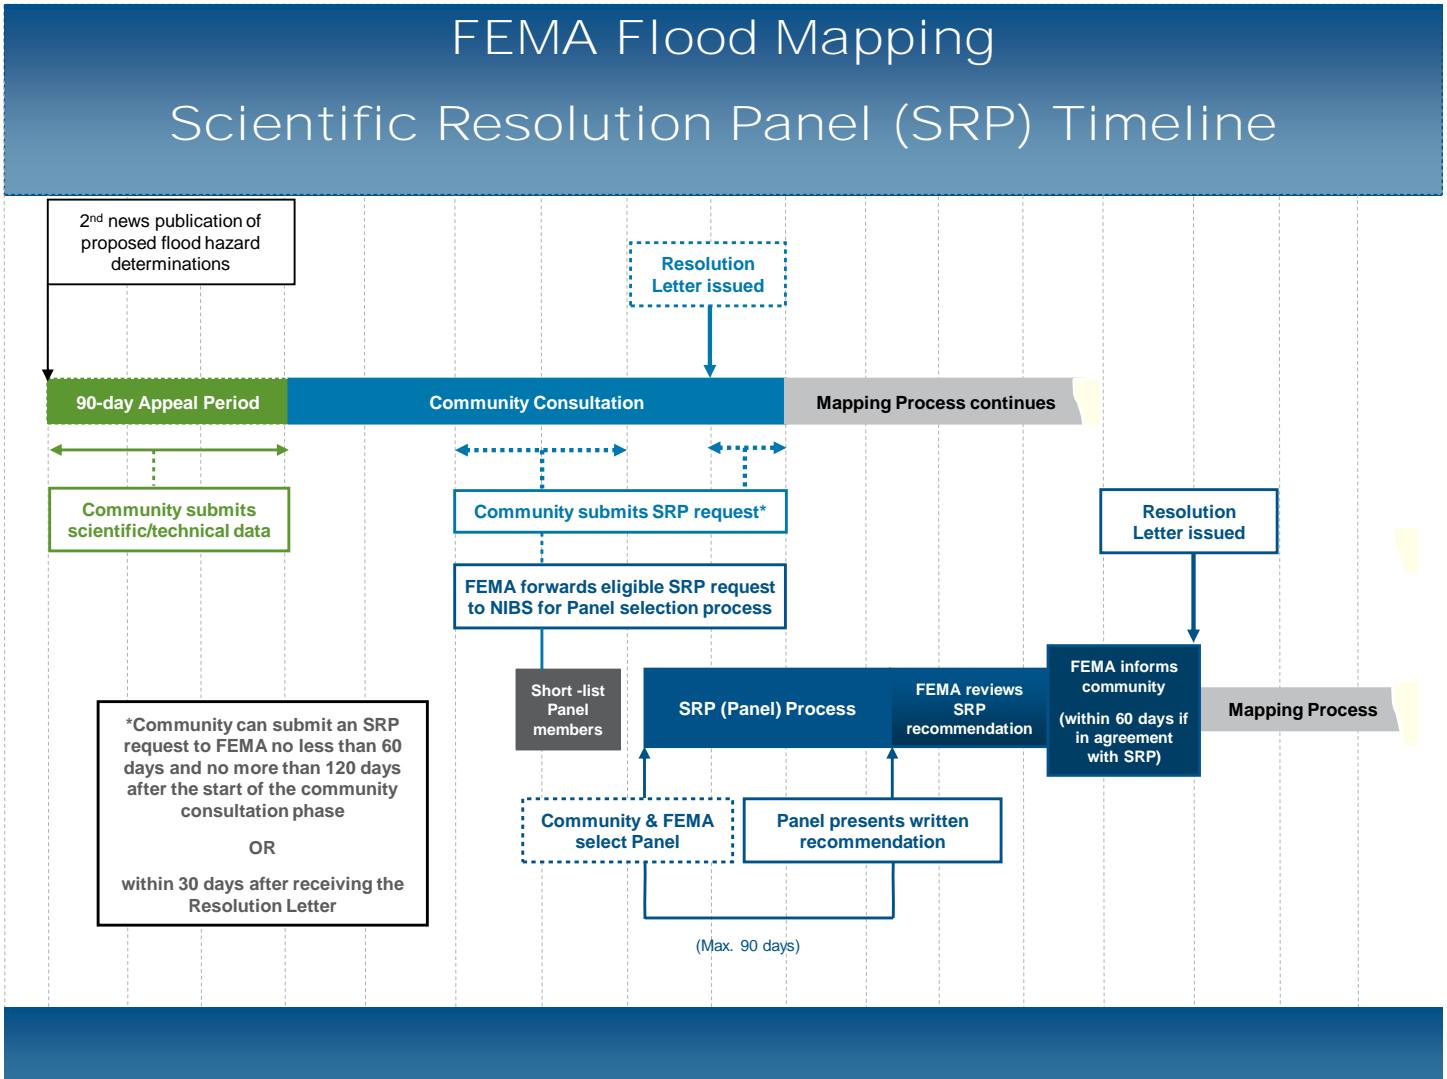 FEMA Flood Mapping
Scientific Resolution Panel (SRP) Timeline
2nd news publication of
proposed flood hazard
determinations
Resolution
Letter issued
90-day Appeal Period
Community Consultation
Mapping Process continues
Community submits
scientific/technical data
Community submits SRP request*
Resolution
Letter issued
FEMA forwards eligible SRP request
to NIBS for Panel selection process
Short -list
Panel
members
SRP (Panel) Process
FEMA reviews
SRP
recommendation
FEMA informs
community
(within 60 days if
in agreement
with SRP)
Mapping Process
*Community can submit an SRP
request to FEMA no less than 60
days and no more than 120 days
after the start of the community
consultation phase
OR
within 30 days after receiving the
Resolution Letter
Community & FEMA
select Panel
Panel presents written
recommendation
(Max. 90 days)